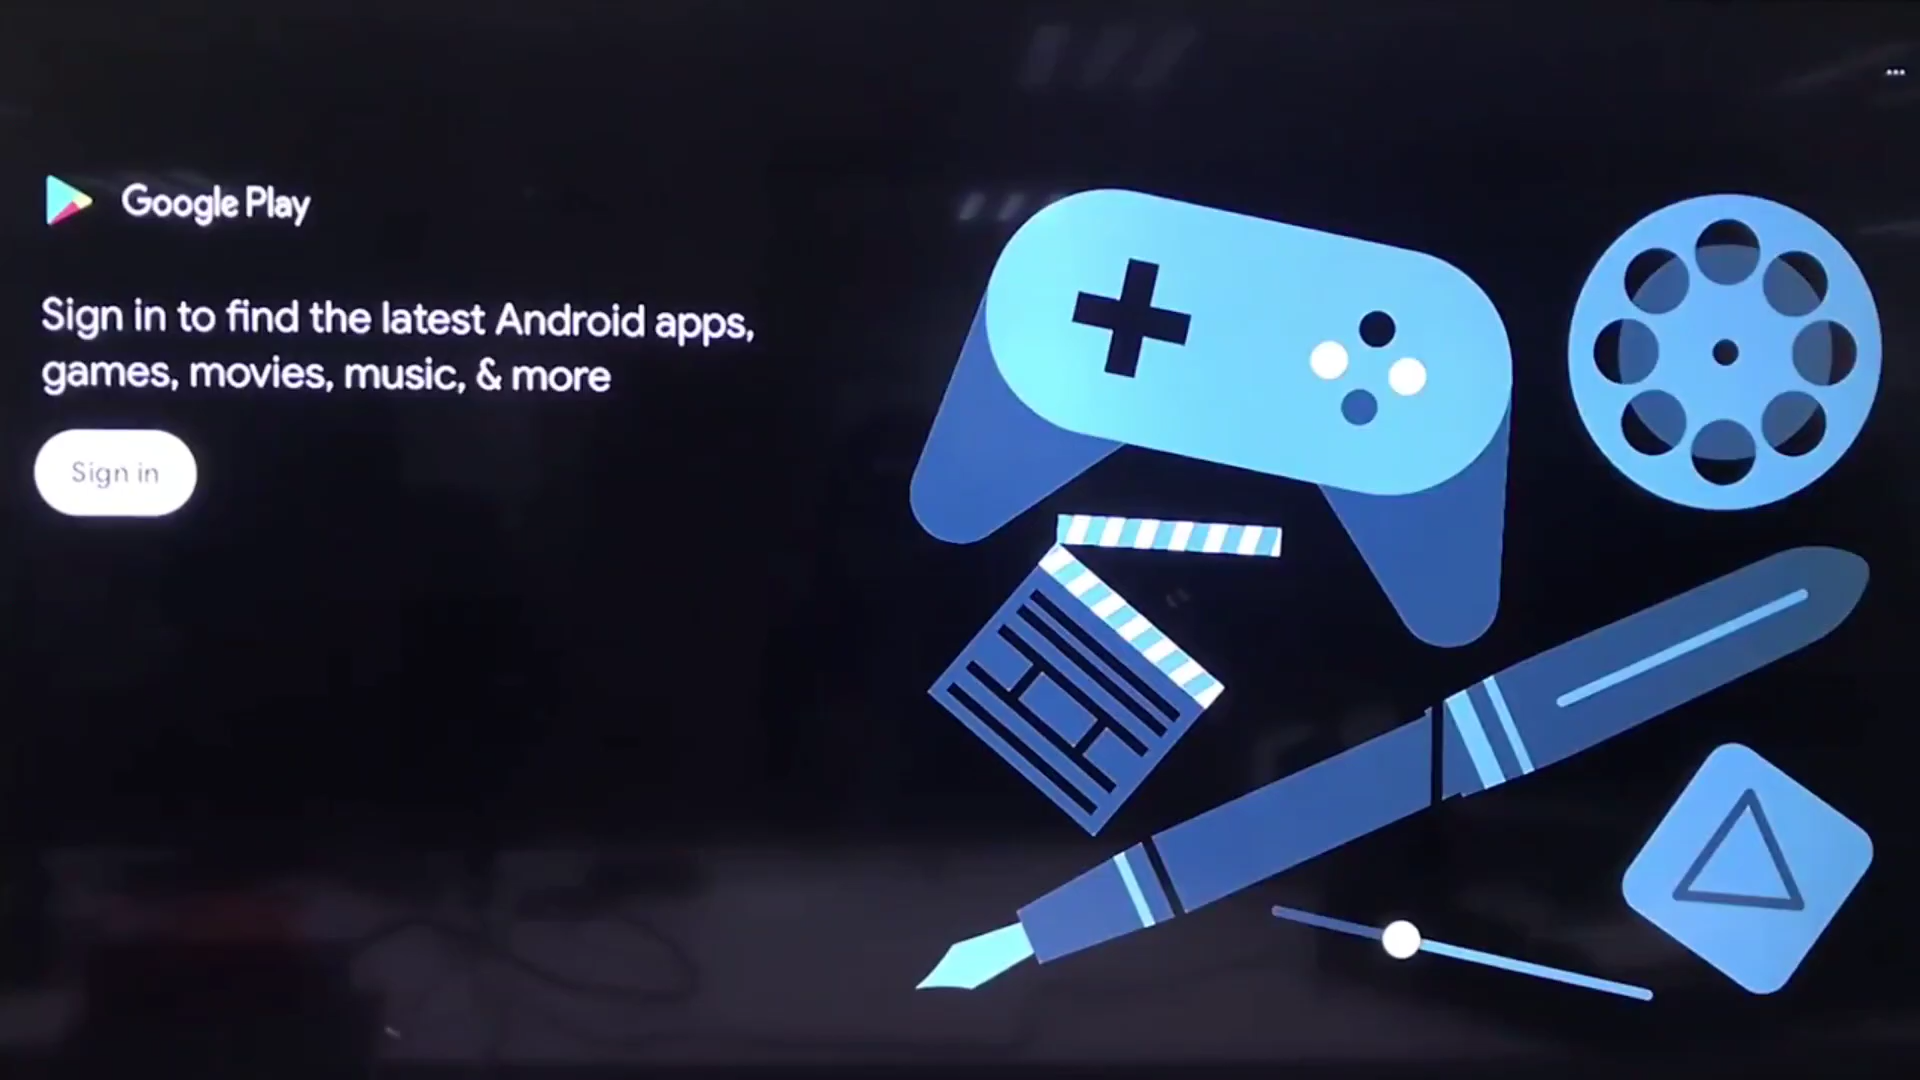 Google Play
Sign in to find the latest Android apps,
games, movies, music, & more
Sign in